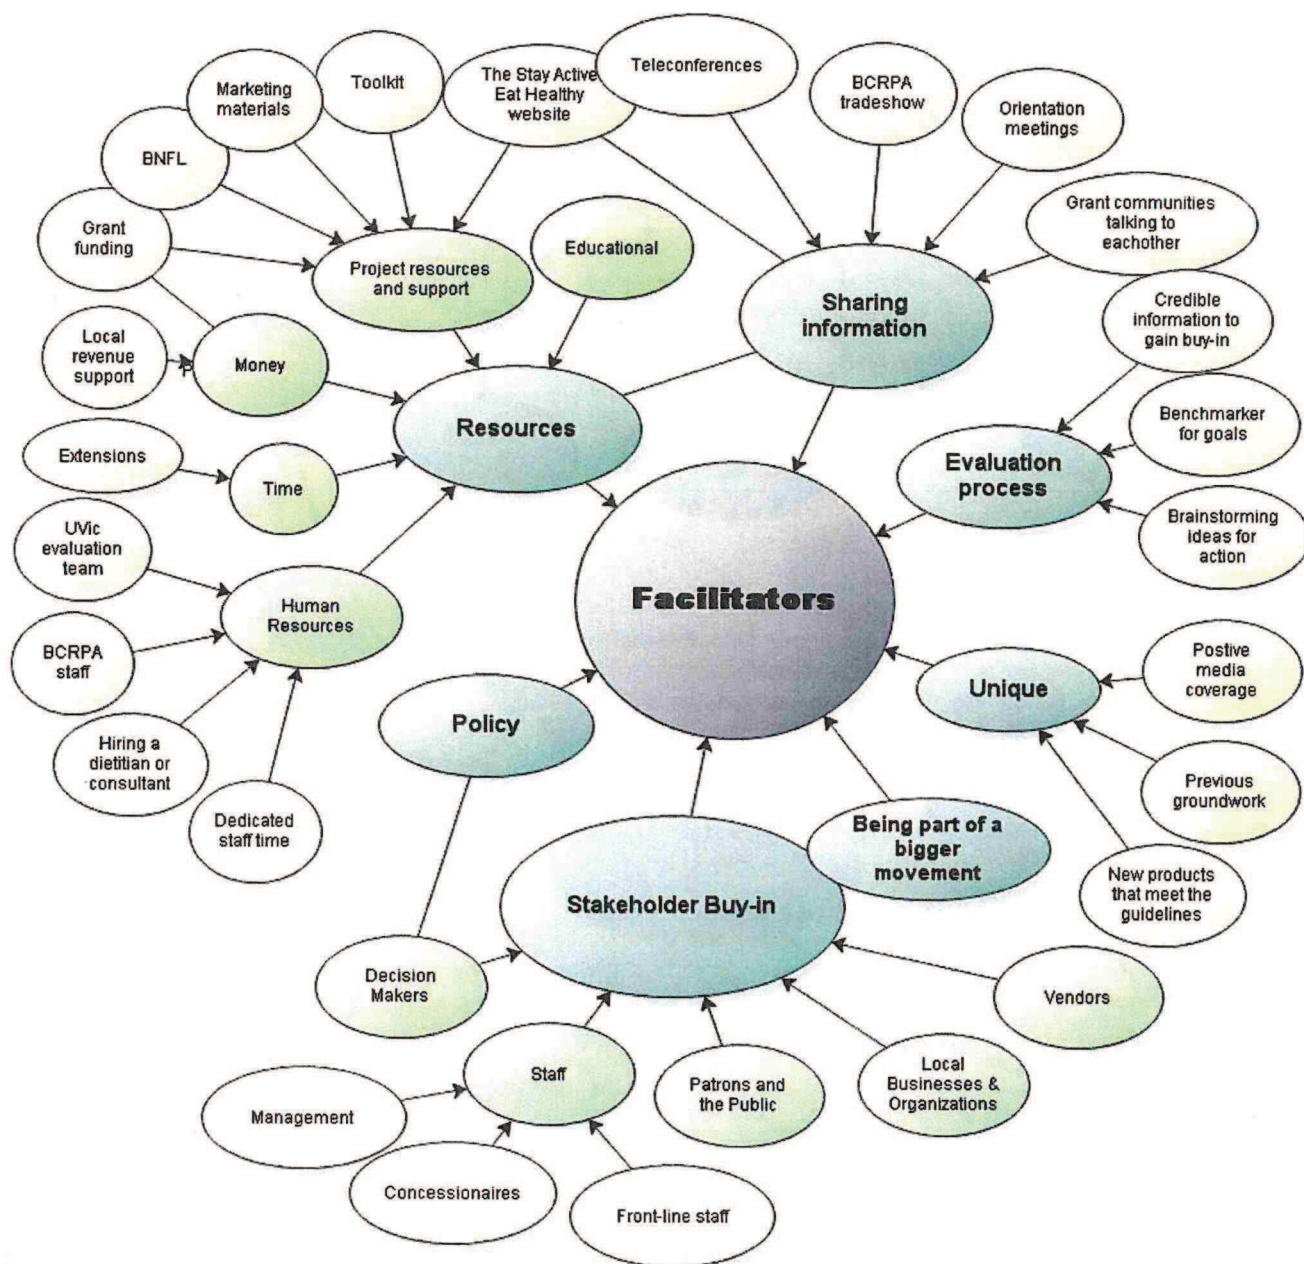 Toolkit
Marketing
materials
The Stay Active
Eat Healthy
website
Teleconferences
BCRPA
tradeshow
Orientation
meetings
BNFL
Grant
funding
Project resources
and support
Educational
Grant communities
talking to
eachother
Sharing
information
Credible
information to
gain buy-in
Local
revenue
support
Money
Resources
Benchmarker
for goals
Evaluation
process
Extensions
Time
Brainstorming
ideas for
action
UVic
evaluation
team
Human
Resources
Facilitators
BCRPA
staff
Postive
media
coverage
Unique
Policy
Hiring a
dietitian or
consultant
Previous
groundwork
Dedicated
staff time
Being part of a
bigger
movement
New products
that meet the
guidelines
Stakeholder Buy-in
Decision
Makers
Vendors
Staff
Patrons and
the Public
Local
Businesses &
Organizations
Management
Concessionaires
Front-line staff